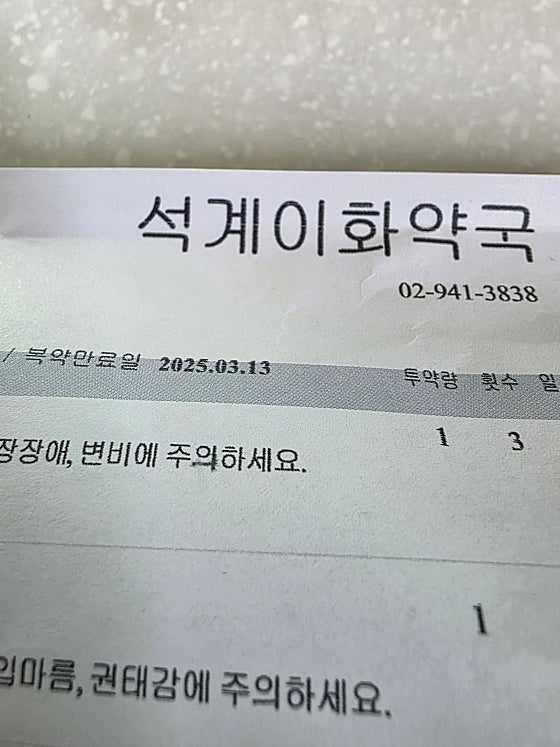 석계이화약국
02-941-3838
/ 복약만료일 2025.03.13 투약량 횟수 일
장장애, 변비에 주의하세요. 1 3
1
입마름, 권태감에 주의하세요.